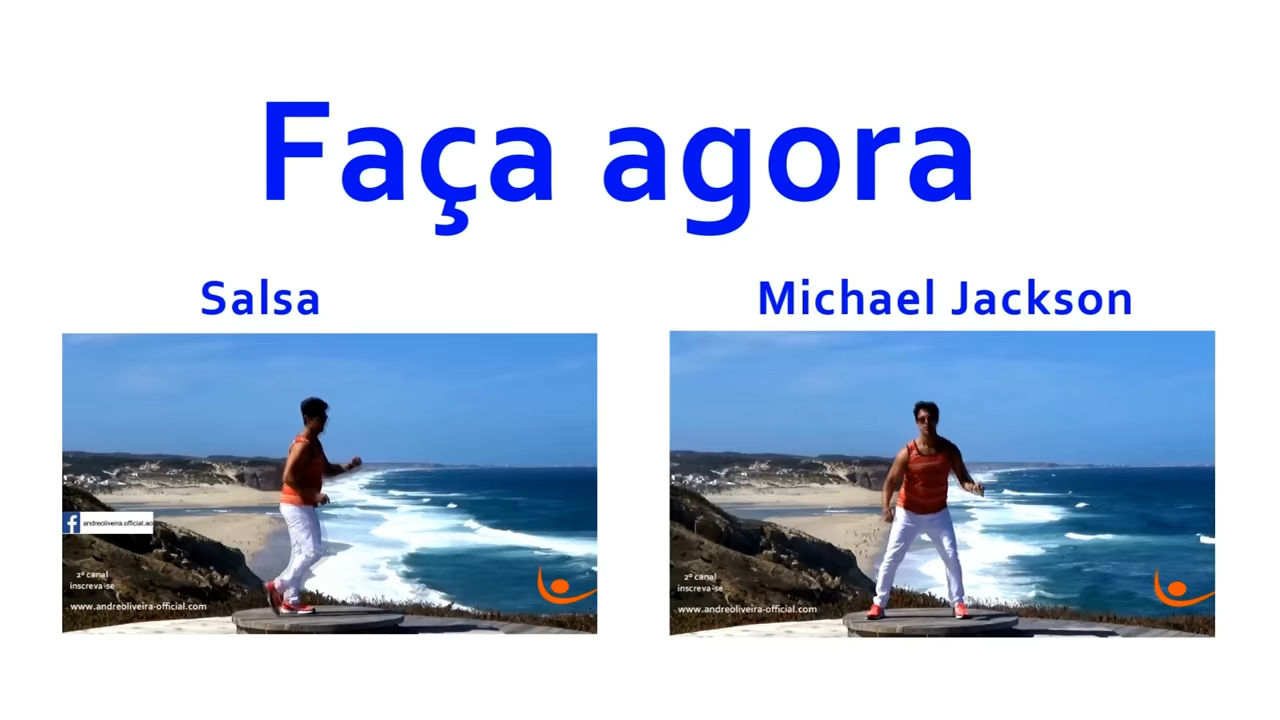 Faça agora
Salsa
Michael Jackson
andreoliveira.official.ao
2º canal
inscreva-se
www.andreoliveira-official.com
2º canal
inscreva-se
www.andreoliveira-official.com